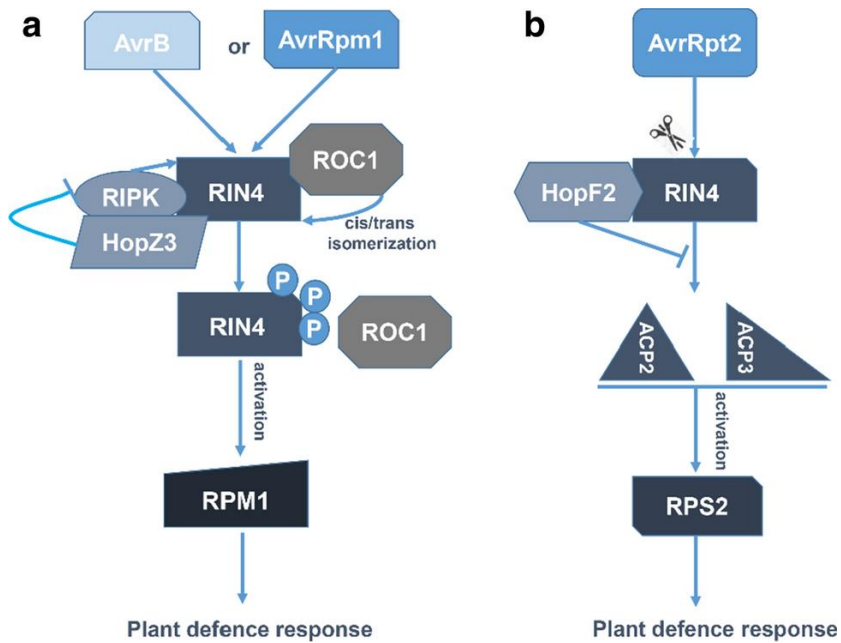 a
AvrB
or
AvrRpm1
RIPK
RIN4
ROC1
HopZ3
cis/trans
isomerization
RIN4
P
P
P
ROC1
activation
RPM1
Plant defence response
b
AvrRpt2
HopF2
RIN4
ACP2
ACP3
activation
RPS2
Plant defence response